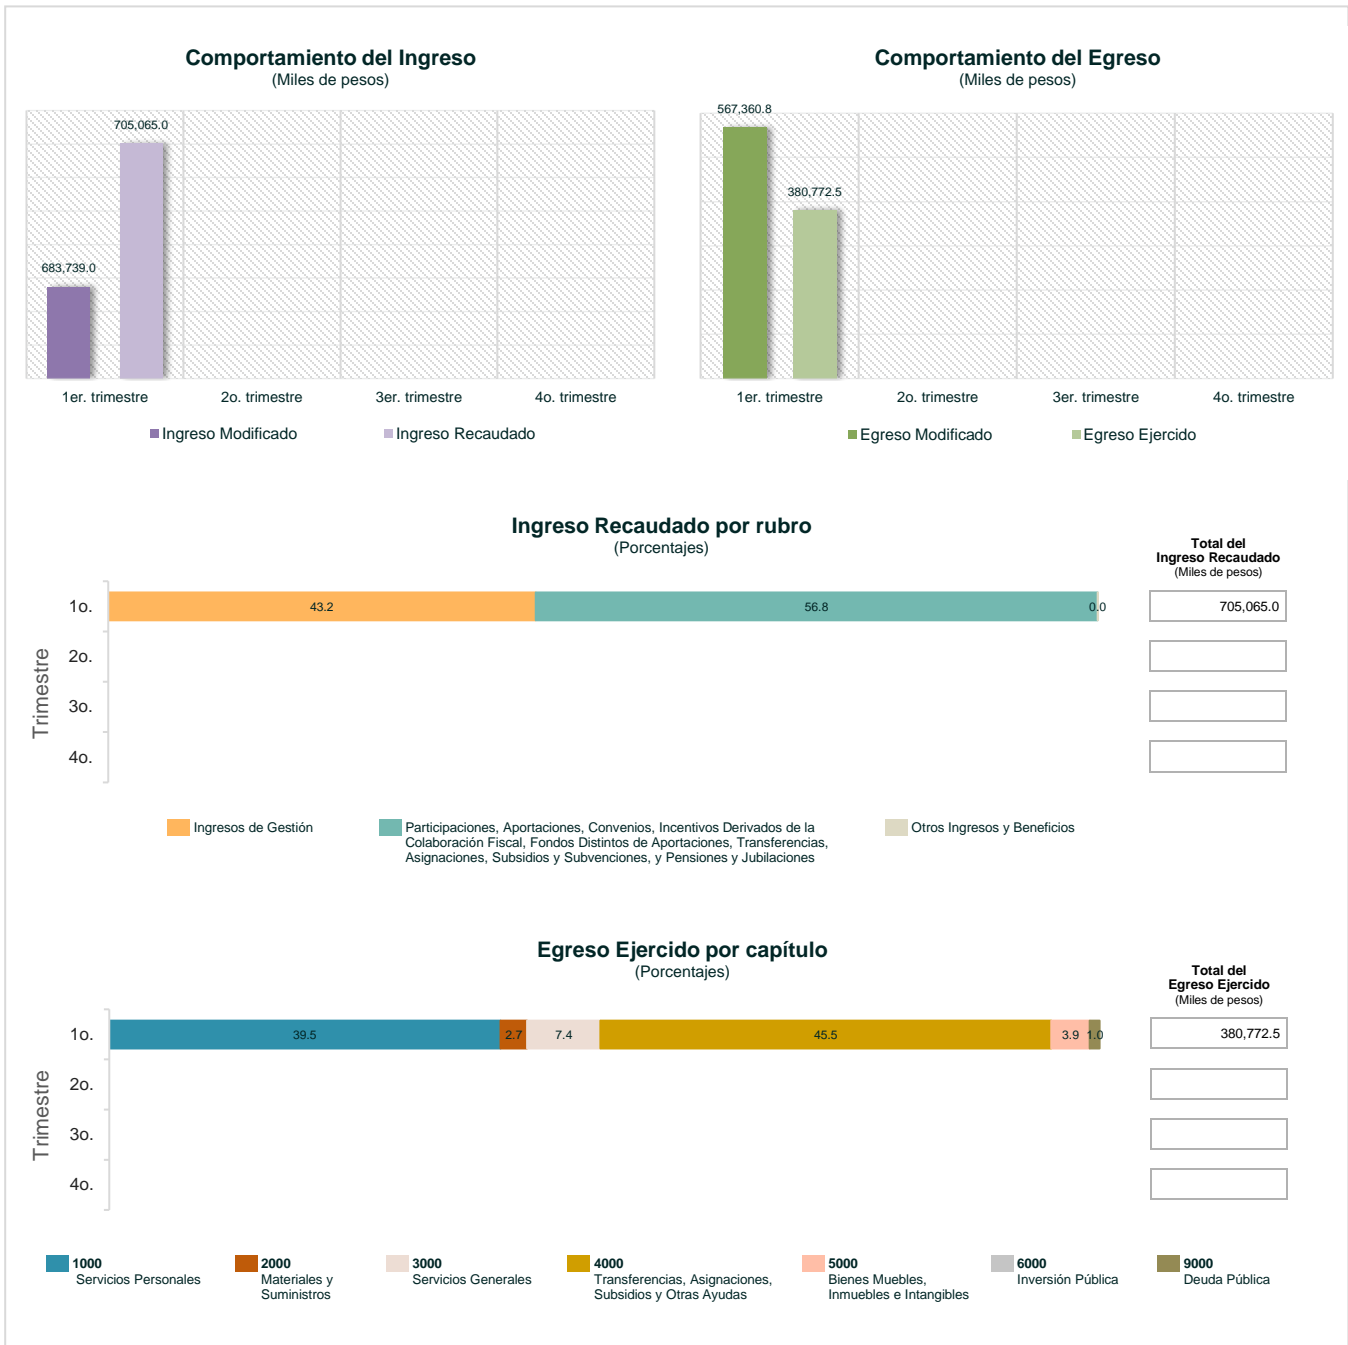 Comportamiento del Ingreso
(Miles de pesos)
705,065.0
683,739.0
1er. trimestre 2o. trimestre 3er. trimestre 4o. trimestre
Ingreso Modificado Ingreso Recaudado
Comportamiento del Egreso
(Miles de pesos)
567,360.8
380,772.5
1er. trimestre 2o. trimestre 3er. trimestre 4o. trimestre
Egreso Modificado Egreso Ejercido
Ingreso Recaudado por rubro
(Porcentajes)
Total del
Ingreso Recaudado
(Miles de pesos)
Trimestre
1o. 43.2 56.8 0.0 705,065.0
2o.
3o.
4o.
Ingresos de Gestión
Participaciones, Aportaciones, Convenios, Incentivos Derivados de la
Colaboración Fiscal, Fondos Distintos de Aportaciones, Transferencias,
Asignaciones, Subsidios y Subvenciones, y Pensiones y Jubilaciones
Otros Ingresos y Beneficios
Egreso Ejercido por capítulo
(Porcentajes)
Total del
Egreso Ejercido
(Miles de pesos)
Trimestre
1o. 39.5 2.7 7.4 45.5 3.9 1.0 380,772.5
2o.
3o.
4o.
1000
Servicios Personales
2000
Materiales y
Suministros
3000
Servicios Generales
4000
Transferencias, Asignaciones,
Subsidios y Otras Ayudas
5000
Bienes Muebles,
Inmuebles e Intangibles
6000
Inversión Pública
9000
Deuda Pública